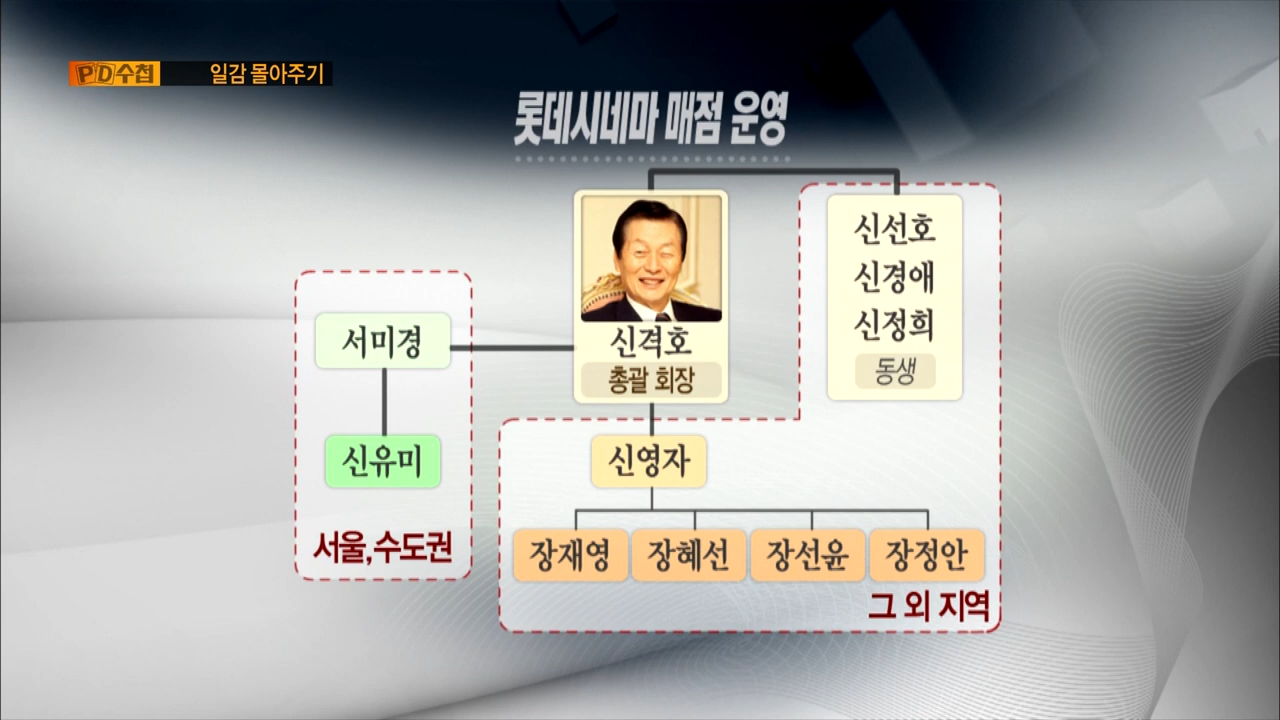 PD수첩 일감 몰아주기
롯데시네마 매점 운영
신격호
총괄 회장
신선호
신경애
신정희
동생
서미경
신유미
서울,수도권
신영자
장재영 장혜선 장선윤 장정안
그 외 지역